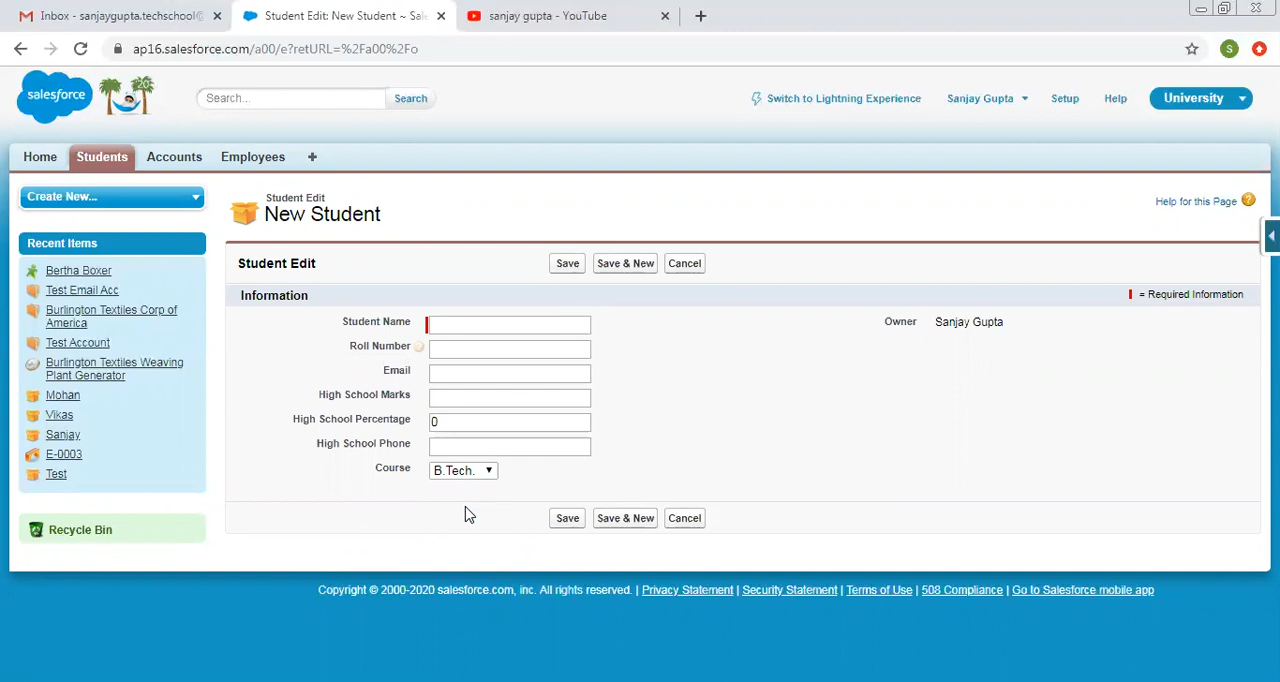 Inbox - sanjaygupta.techschool@
Student Edit: New Student ~ Sale
sanjay gupta - YouTube
ap16.salesforce.com/a00/e?retURL=%2Fa00%2Fo
S
salesforce
20
Search...
Search
Switch to Lightning Experience
Sanjay Gupta
Setup
Help
University
Home
Students
Accounts
Employees
Create New...
Student Edit
New Student
Help for this Page
Recent Items
Bertha Boxer
Test Email Acc
Burlington Textiles Corp of
America
Test Account
Burlington Textiles Weaving
Plant Generator
Mohan
Vikas
Sanjay
E-0003
Test
Recycle Bin
Student Edit
Save
Save & New
Cancel
Information
= Required Information
Student Name
Owner
Sanjay Gupta
Roll Number
Email
High School Marks
High School Percentage
0
High School Phone
Course
B.Tech.
Save
Save & New
Cancel
Copyright © 2000-2020 salesforce.com, inc. All rights reserved. | Privacy Statement | Security Statement | Terms of Use | 508 Compliance | Go to Salesforce mobile app